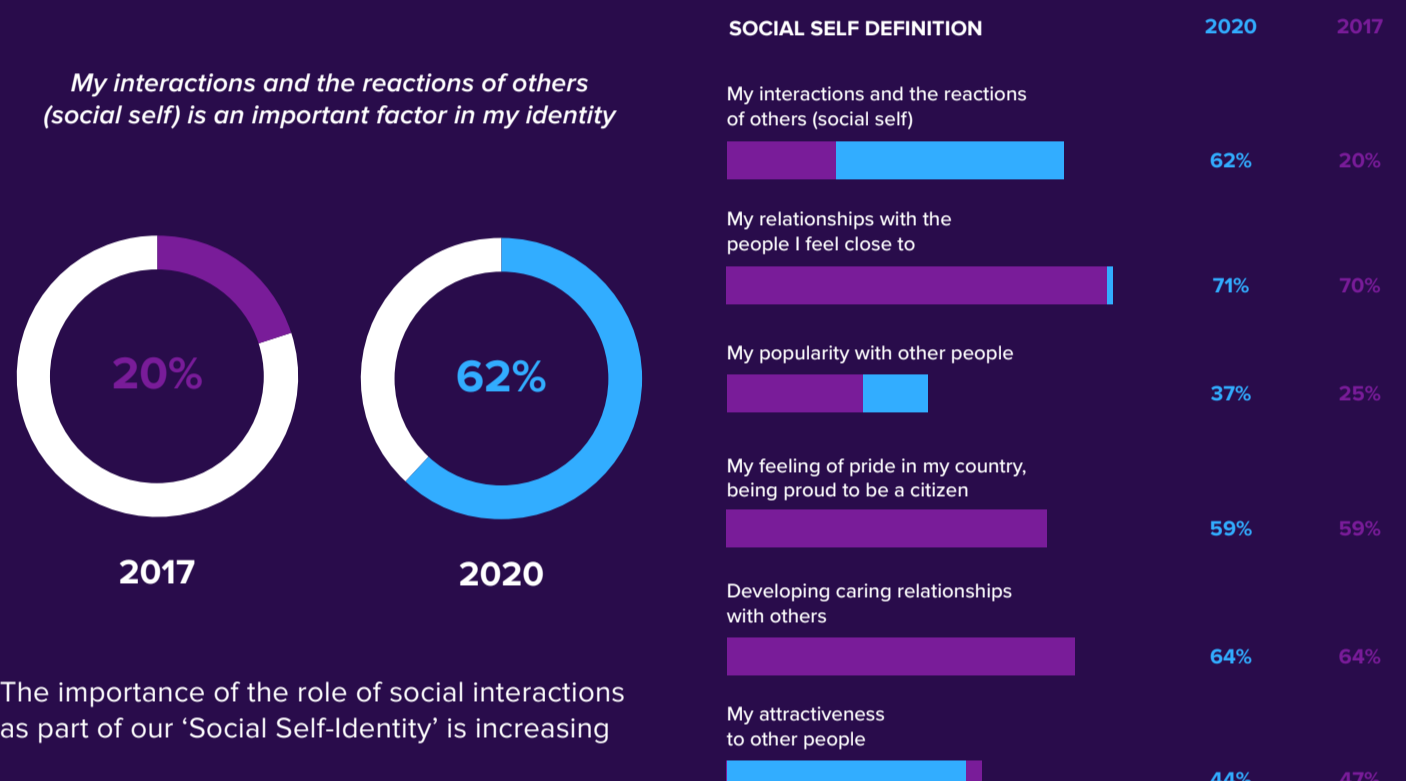 My interactions and the reactions of others
(social self) is an important factor in my identity
20%
62%
2017
2020
The importance of the role of social interactions
as part of our ‘Social Self-Identity’ is increasing
SOCIAL SELF DEFINITION 2020 2017
My interactions and the reactions
of others (social self)
62% 20%
My relationships with the
people I feel close to
71% 70%
My popularity with other people
37% 25%
My feeling of pride in my country,
being proud to be a citizen
59% 59%
Developing caring relationships
with others
64% 64%
My attractiveness
to other people
44% 47%